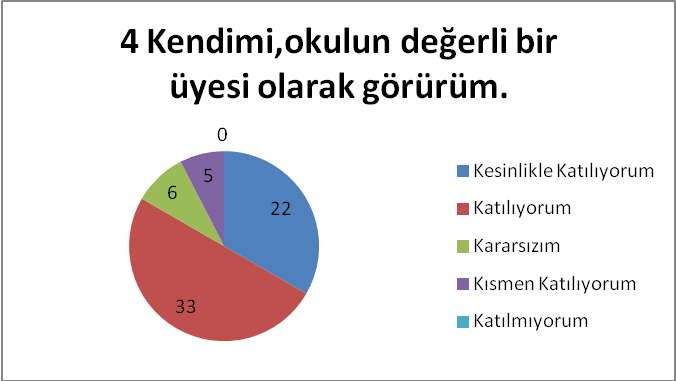 4 Kendimi,okulun değerli bir
üyesi olarak görürüm.
0
5
6
22
33
Kesinlikle Katılıyorum
Katılıyorum
Kararsızım
Kısmen Katılıyorum
Katılmıyorum